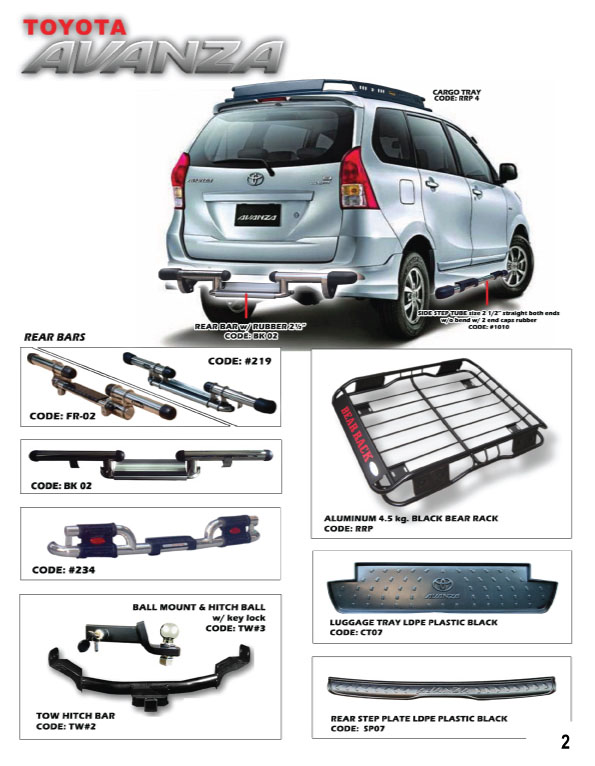 TOYOTA
AVANZA
CARGO TRAY
CODE: RRP 4
AVANZA
REAR BAR w/ RUBBER 2½"
CODE: BK 02
SIDE STEP TUBE size 2 1/2" straight both ends
w/o bend w/ 2 end caps rubber
CODE: #1010
REAR BARS
CODE: #219
CODE: FR-02
CODE: BK 02
CODE: #234
BALL MOUNT & HITCH BALL
w/ key lock
CODE: TW#3
TOW HITCH BAR
CODE: TW#2
BEAR RACK
ALUMINUM 4.5 kg. BLACK BEAR RACK
CODE: RRP
AVANZA
LUGGAGE TRAY LDPE PLASTIC BLACK
CODE: CT07
AVANZA
REAR STEP PLATE LDPE PLASTIC BLACK
CODE: SP07
2